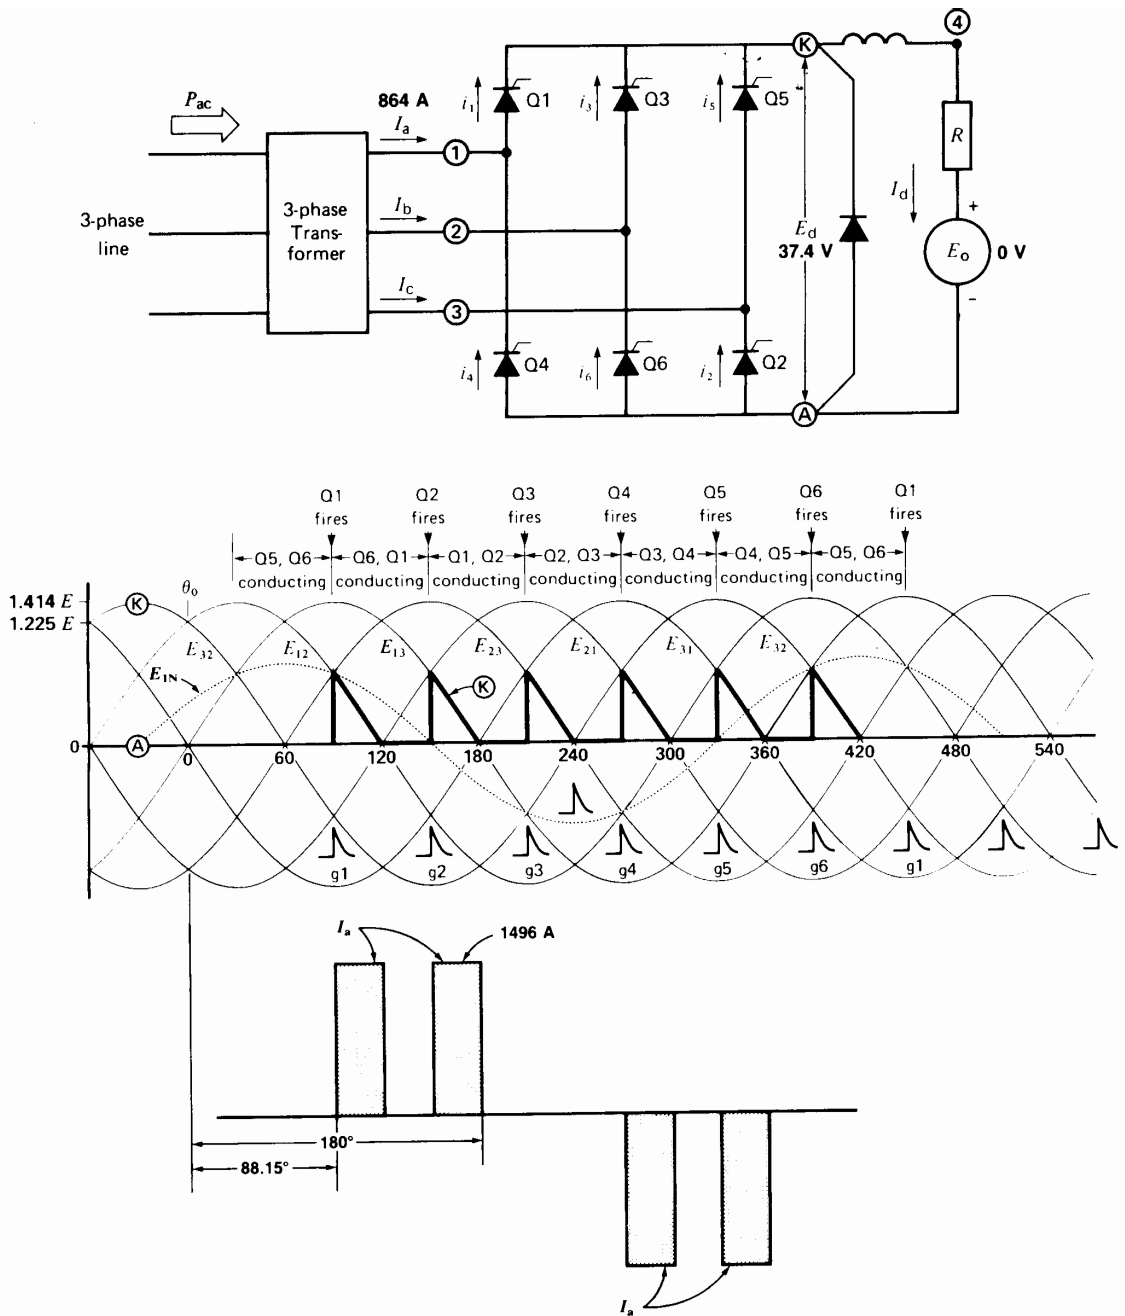 4
K
Q1
Q3
Q5
i1
i3
i5
Pac
864 A
Ia
1
R
3-phase
line
3-phase
Trans-
former
Ib
2
Ed
37.4 V
Id
+
Eo
0 V
-
Ic
3
i4
Q4
i6
Q6
i2
Q2
A
Q1 fires
Q2 fires
Q3 fires
Q4 fires
Q5 fires
Q6 fires
Q1 fires
Q5, Q6 conducting
Q6, Q1 conducting
Q1, Q2 conducting
Q2, Q3 conducting
Q3, Q4 conducting
Q4, Q5 conducting
Q5, Q6 conducting
θo
1.414 E
K
1.225 E
E32
E12
E13
E23
E21
E31
E32
E1N
K
0
A
0
60
120
180
240
300
360
420
480
540
g1
g2
g3
g4
g5
g6
g1
Ia
1496 A
180°
88.15°
Ia